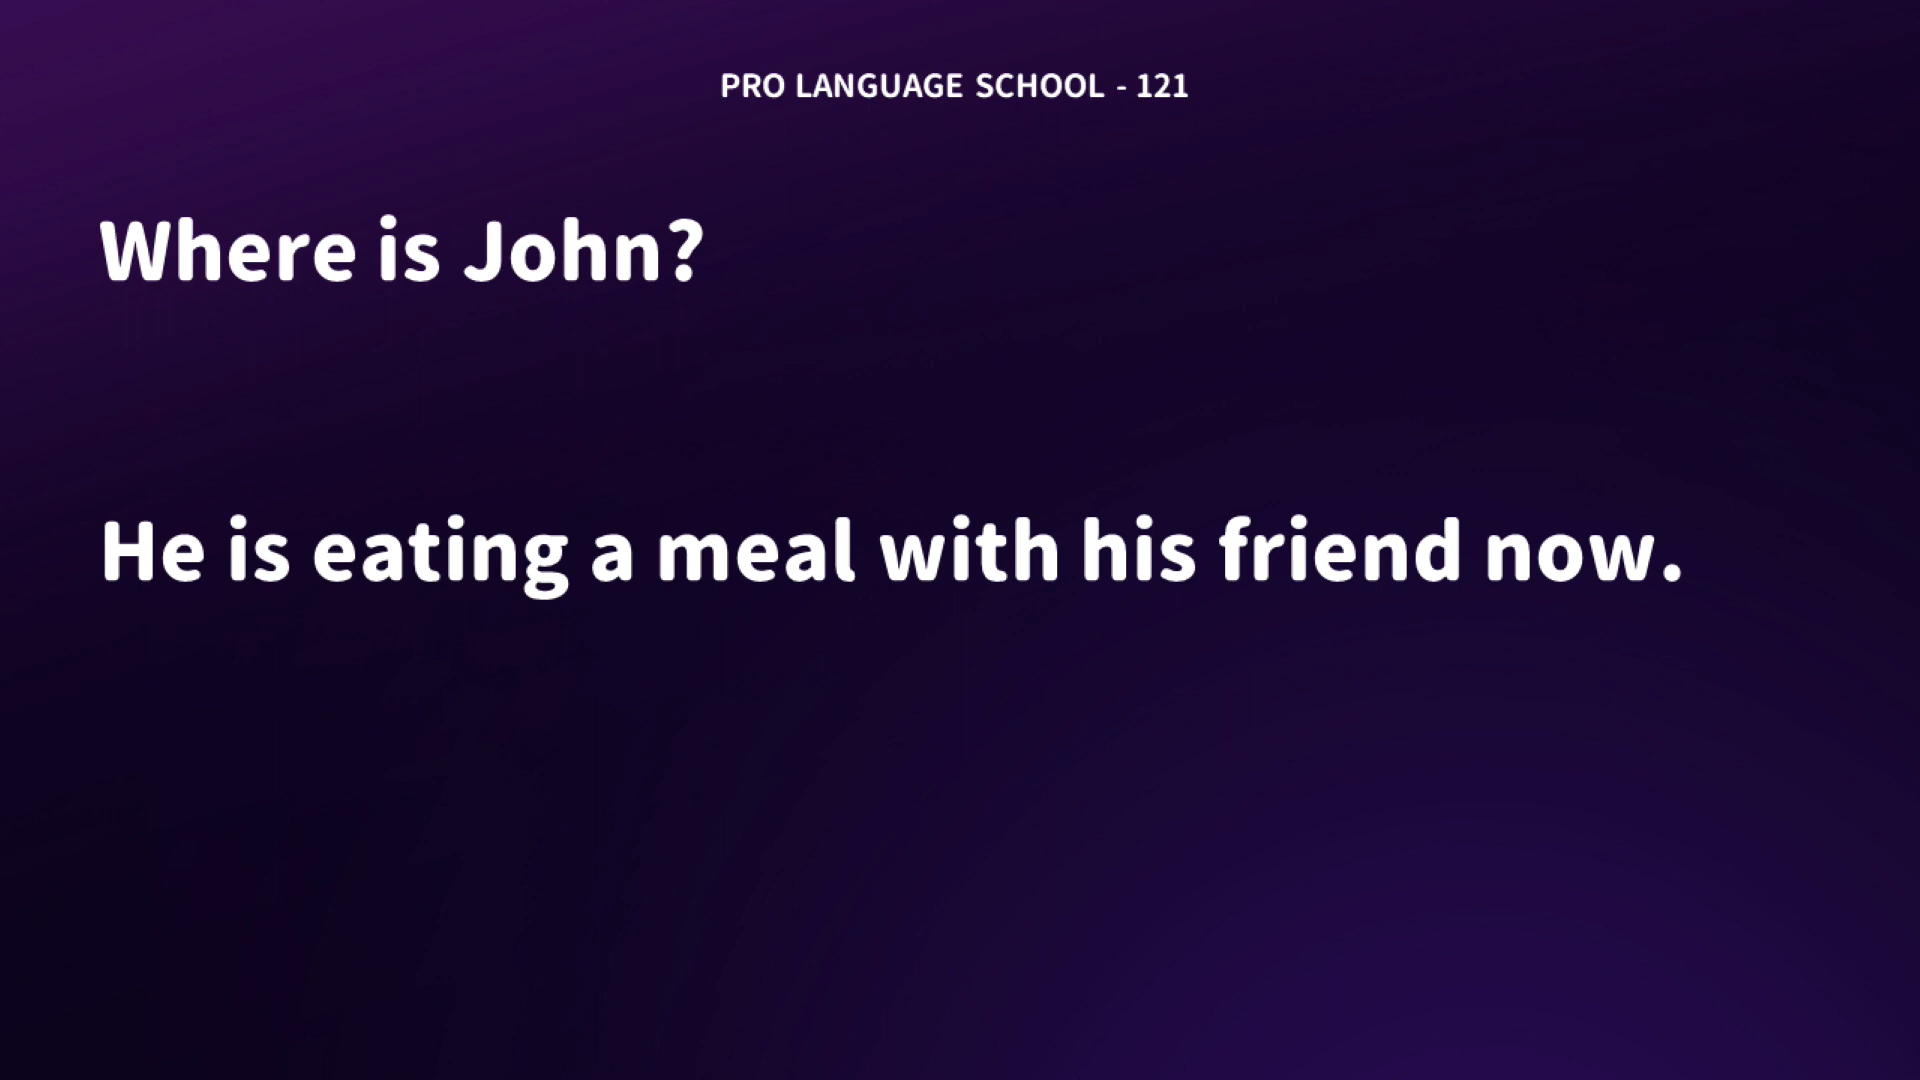 PRO LANGUAGE SCHOOL - 121
Where is John?
He is eating a meal with his friend now.